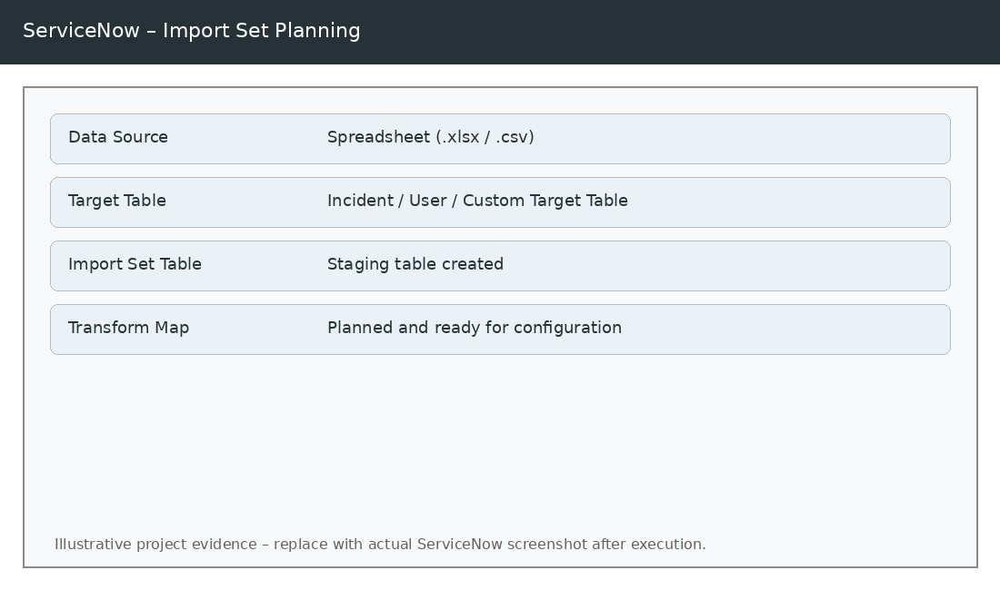 ServiceNow – Import Set Planning
Data Source Spreadsheet (.xlsx / .csv)
Target Table Incident / User / Custom Target Table
Import Set Table Staging table created
Transform Map Planned and ready for configuration
Illustrative project evidence – replace with actual ServiceNow screenshot after execution.